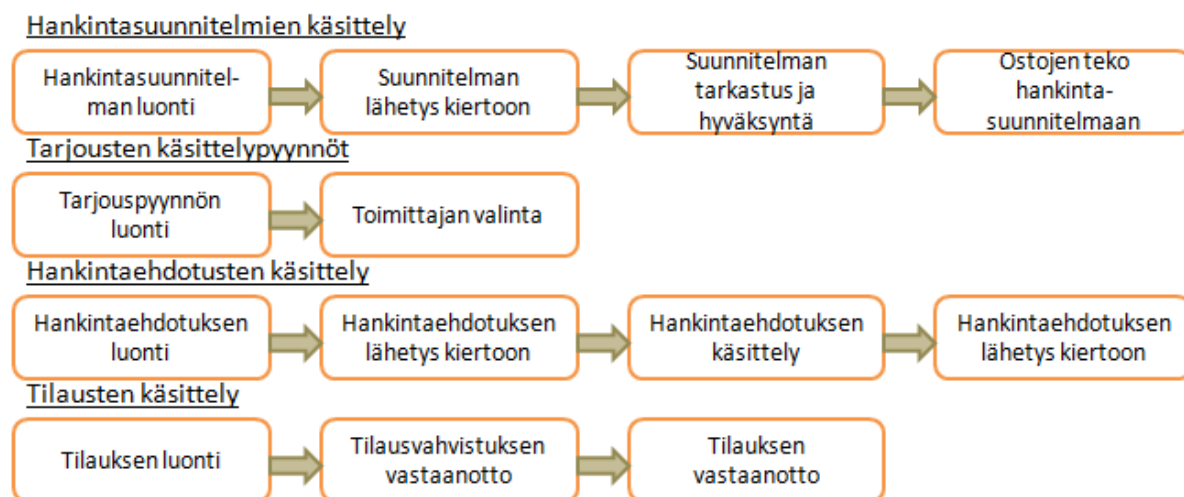 Hankintasuunnitelmien käsittely
Hankintasuunnitel-
man luonti
Suunnitelman
lähetys kiertoon
Suunnitelman
tarkastus ja
hyväksyntä
Ostojen teko
hankinta-
suunnitelmaan
Tarjousten käsittelypyynnöt
Tarjouspyynnön
luonti
Toimittajan valinta
Hankintaehdotusten käsittely
Hankintaehdotuksen
luonti
Hankintaehdotuksen
lähetys kiertoon
Hankintaehdotuksen
käsittely
Hankintaehdotuksen
lähetys kiertoon
Tilausten käsittely
Tilauksen luonti
Tilausvahvistuksen
vastaanotto
Tilauksen
vastaanotto